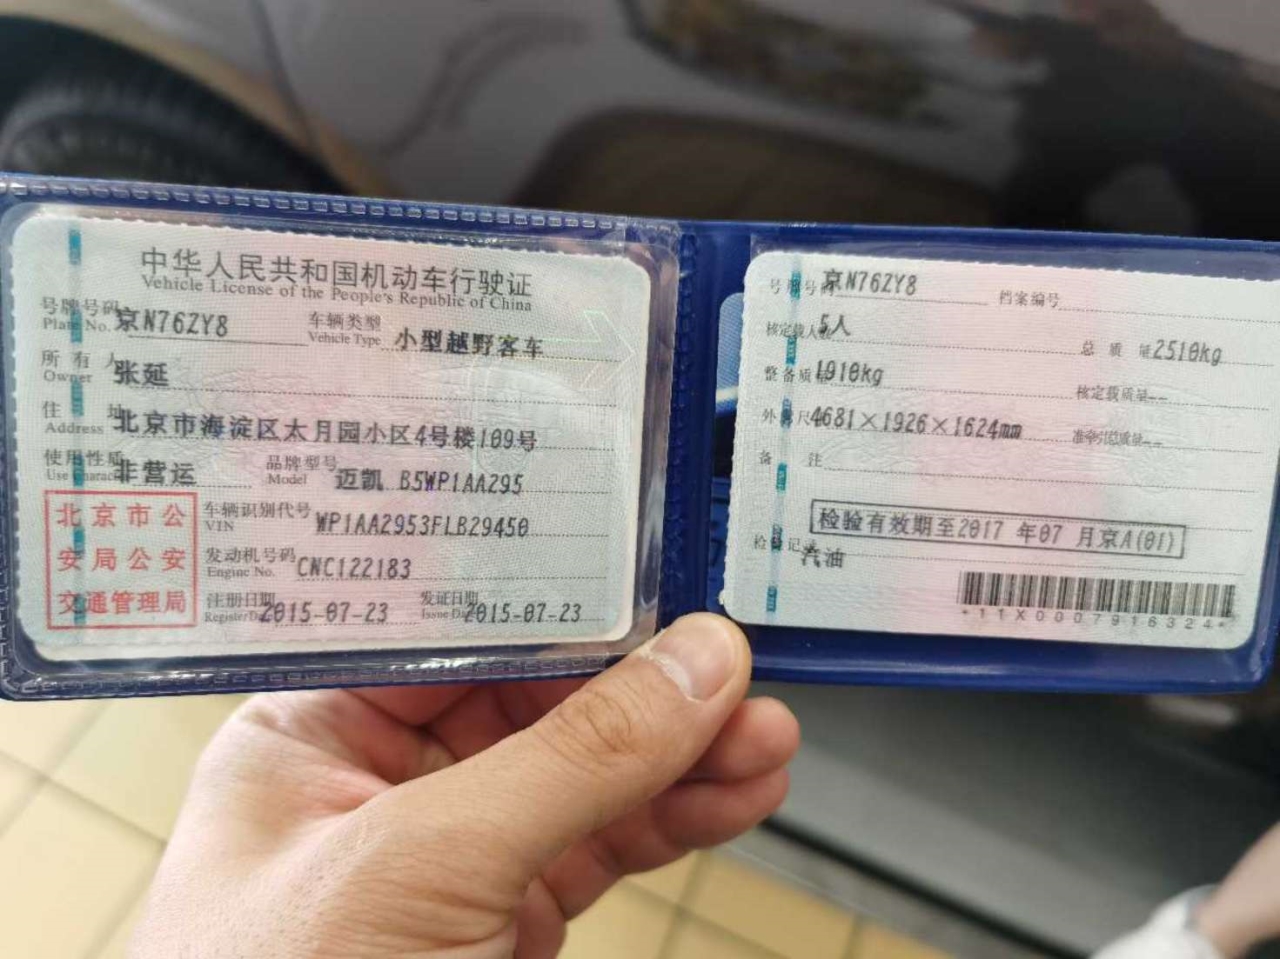 中华人民共和国机动车行驶证
Vehicle License of the People's Republic of China
号牌号码 京N76ZY8 车辆类型 小型越野客车
Plate No. Vehicle Type
所有人 张延
Owner
住址 北京市海淀区太月园小区4号楼109号
Address
使用性质 非营运 品牌型号 迈凯 B5WP1AA295
Use Character Model
北京市公
安局公安
交通管理局
车辆识别代号 WP1AA2953FLB29450
VIN
发动机号码 CNC122183
Engine No.
注册日期 2015-07-23 发证日期 2015-07-23
Register Da Issue Da
号牌号码 京N76ZY8 档案编号
核定载人数 5人 总质量 2510kg
整备质量 1910kg 核定载质量 --
外廓尺 4681×1926×1624mm 准牵引总质量 --
备注
检验有效期至2017年07月京A(01)
检验记录 汽油
*11X0007916324*